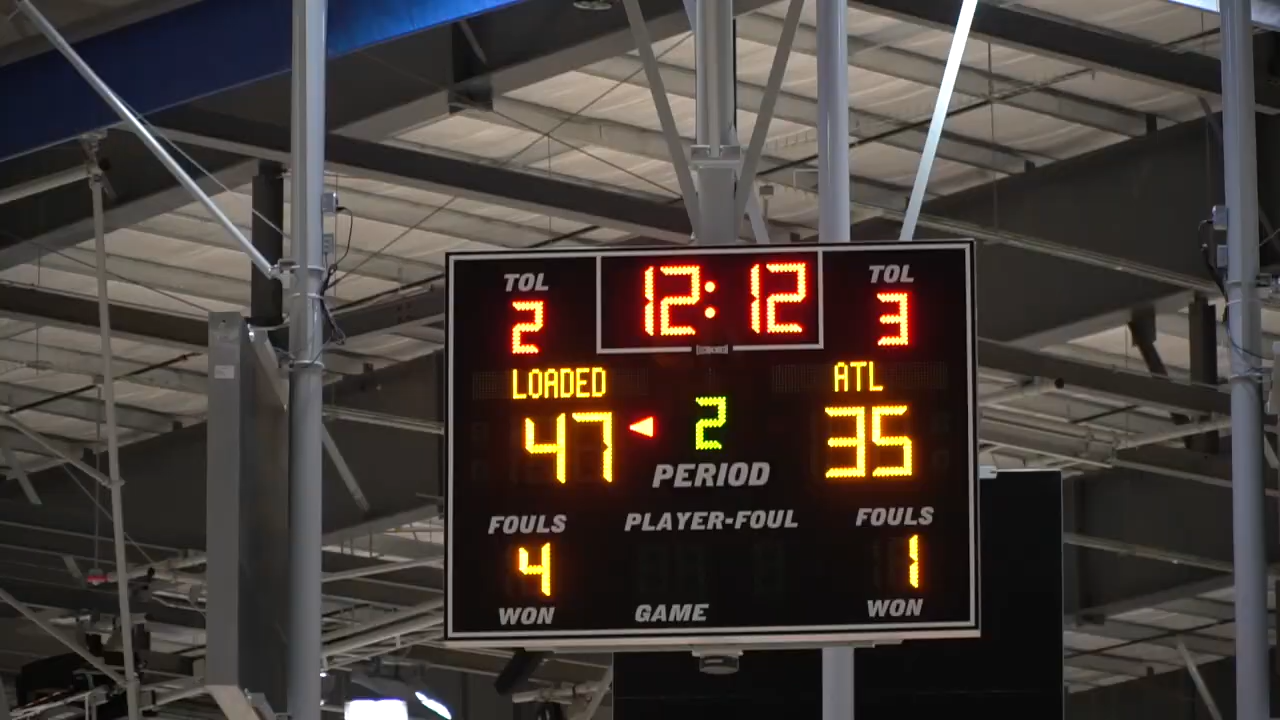 TOL 12:12 TOL
2 3
LOADED ATL
47 2 35
PERIOD
FOULS PLAYER-FOUL FOULS
4 1
WON GAME WON